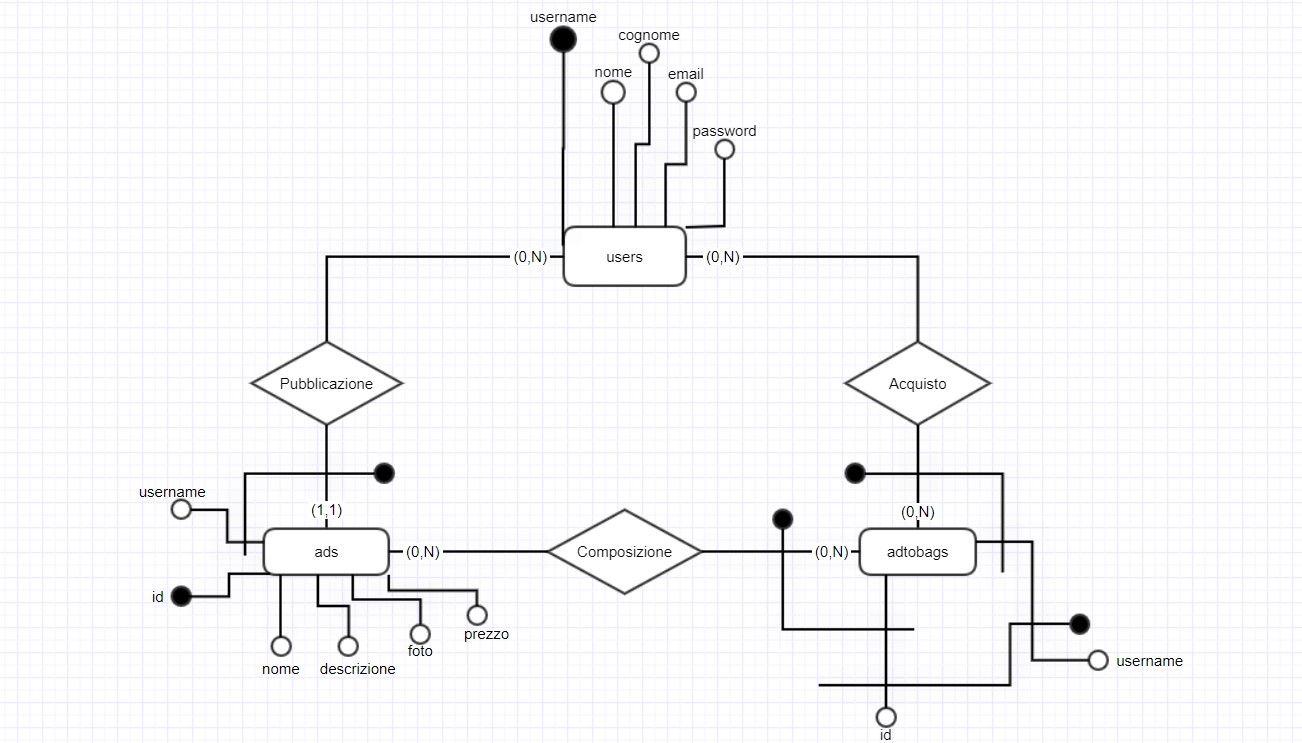 username
cognome
nome
email
password
(0,N)
users
(0,N)
Pubblicazione
Acquisto
username
(1,1)
(0,N)
ads
(0,N)
Composizione
(0,N)
adtobags
id
prezzo
foto
nome
descrizione
username
id